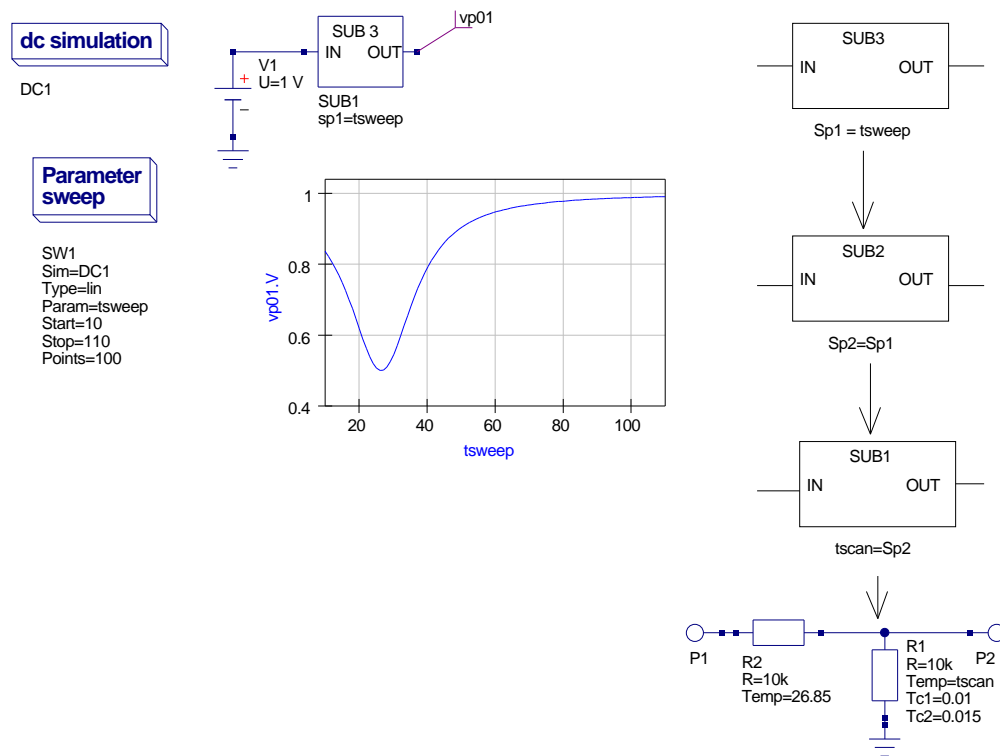 dc simulation
DC1
Parameter
sweep
SW1
Sim=DC1
Type=lin
Param=tsweep
Start=10
Stop=110
Points=100
V1
U=1 V
SUB 3
IN OUT
SUB1
sp1=tsweep
vp01
1
0.8
0.6
0.4
vp01.V
20 40 60 80 100
tsweep
SUB3
IN OUT
Sp1 = tsweep
SUB2
IN OUT
Sp2=Sp1
SUB1
IN OUT
tscan=Sp2
P1
R2
R=10k
Temp=26.85
R1
R=10k
Temp=tscan
Tc1=0.01
Tc2=0.015
P2